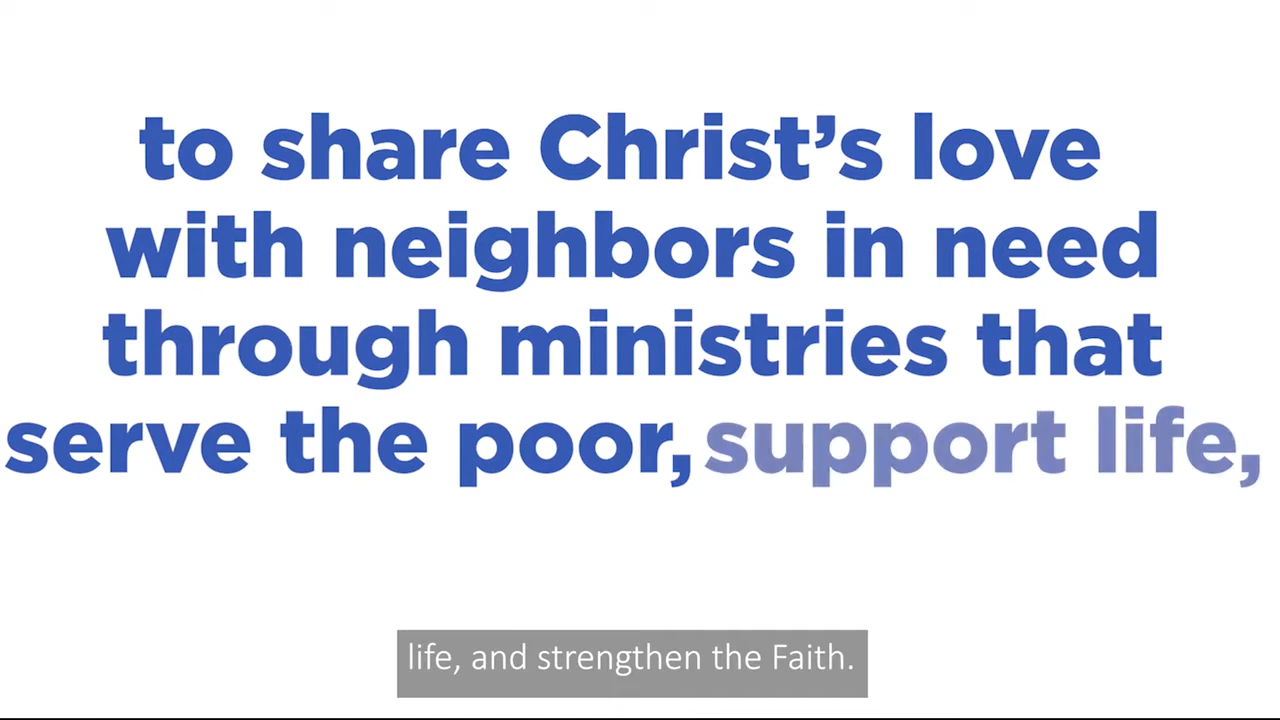 to share Christ’s love
with neighbors in need
through ministries that
serve the poor, support life,
life, and strengthen the Faith.